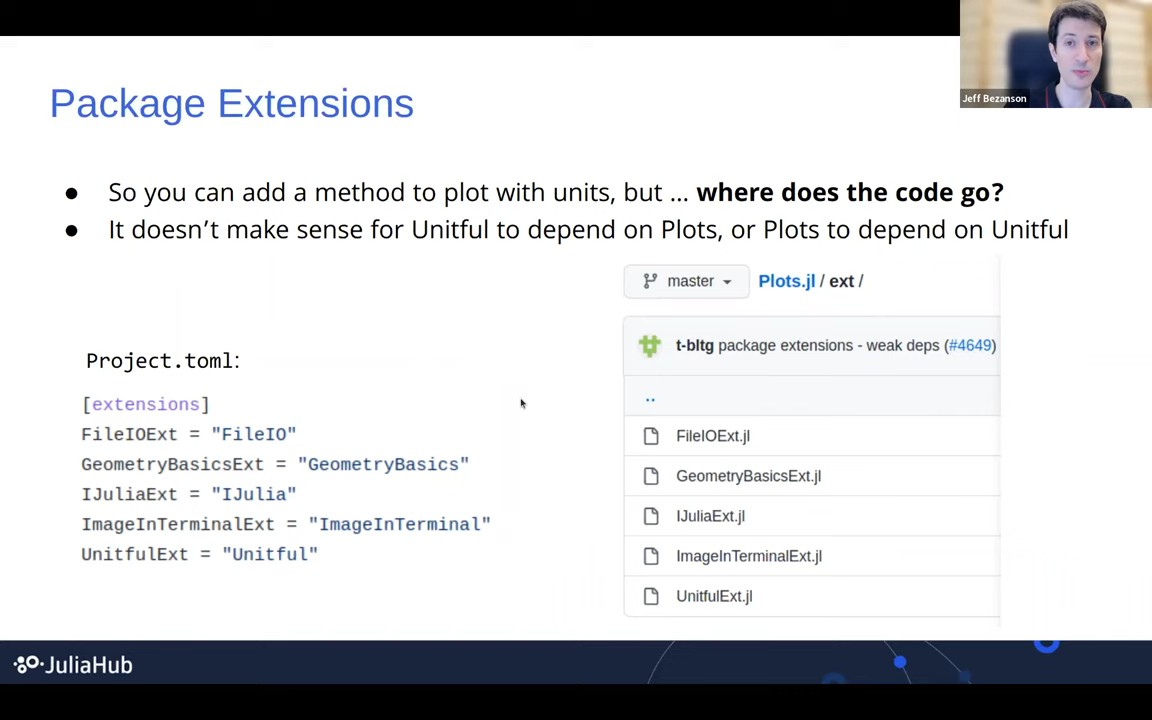 Jeff Bezanson
Package Extensions
● So you can add a method to plot with units, but … where does the code go?
● It doesn’t make sense for Unitful to depend on Plots, or Plots to depend on Unitful
master Plots.jl / ext /
t-bltg package extensions - weak deps (#4649)
..
FileIOExt.jl
GeometryBasicsExt.jl
IJuliaExt.jl
ImageInTerminalExt.jl
UnitfulExt.jl
Project.toml:
[extensions]
FileIOExt = "FileIO"
GeometryBasicsExt = "GeometryBasics"
IJuliaExt = "IJulia"
ImageInTerminalExt = "ImageInTerminal"
UnitfulExt = "Unitful"
JuliaHub